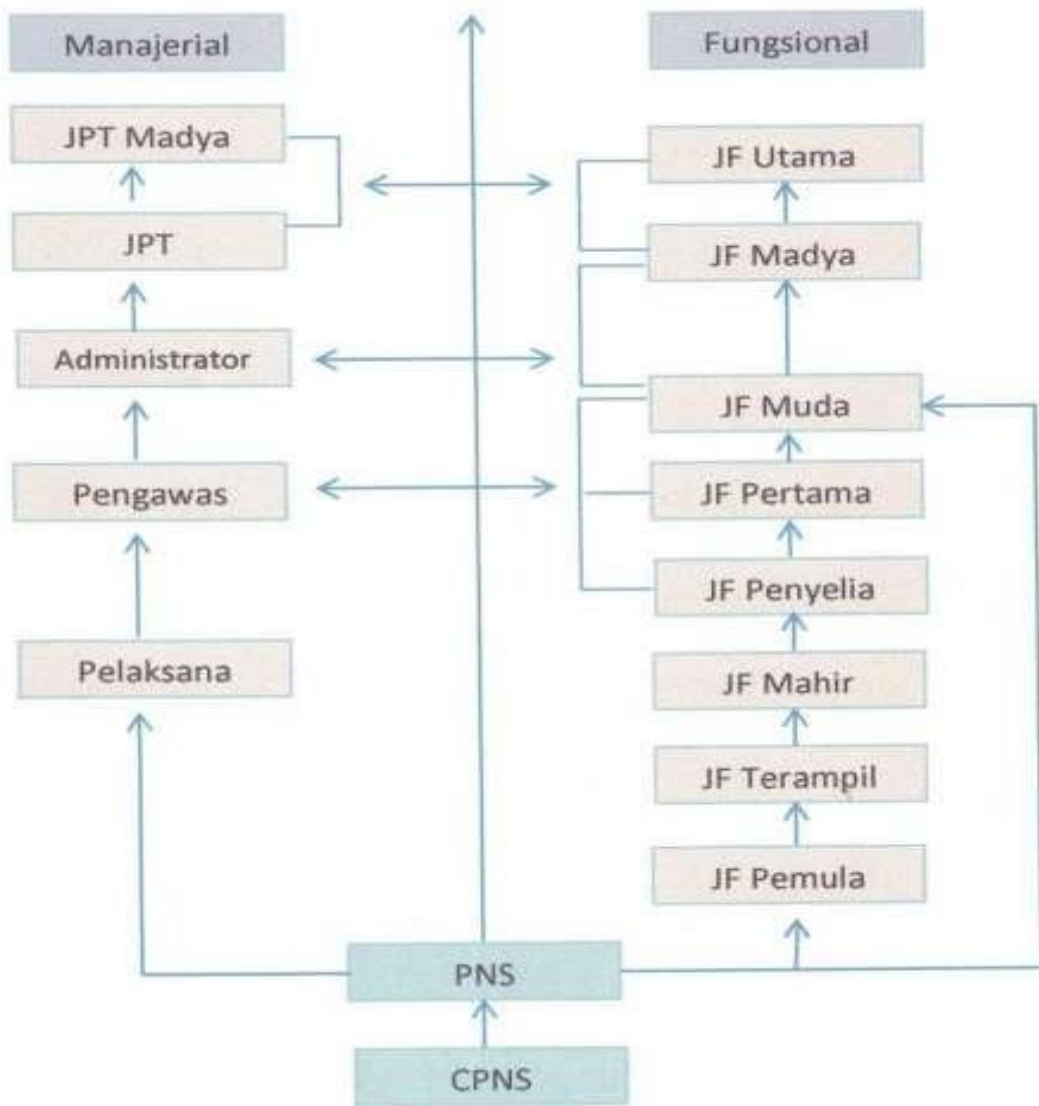 Manajerial
Fungsional
JPT Madya
JF Utama
JPT
JF Madya
Administrator
JF Muda
Pengawas
JF Pertama
JF Penyelia
Pelaksana
JF Mahir
JF Terampil
JF Pemula
PNS
CPNS